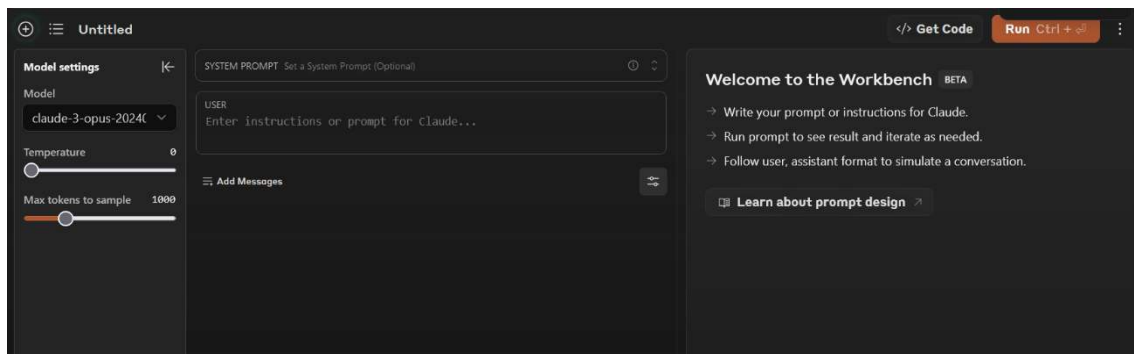 Untitled
</> Get Code
Run Ctrl + ⏎
Model settings
Model
claude-3-opus-2024(
Temperature 0
Max tokens to sample 1000
SYSTEM PROMPT Set a System Prompt (Optional)
USER
Enter instructions or prompt for Claude...
Add Messages
Welcome to the Workbench BETA
→ Write your prompt or instructions for Claude.
→ Run prompt to see result and iterate as needed.
→ Follow user, assistant format to simulate a conversation.
Learn about prompt design ↗